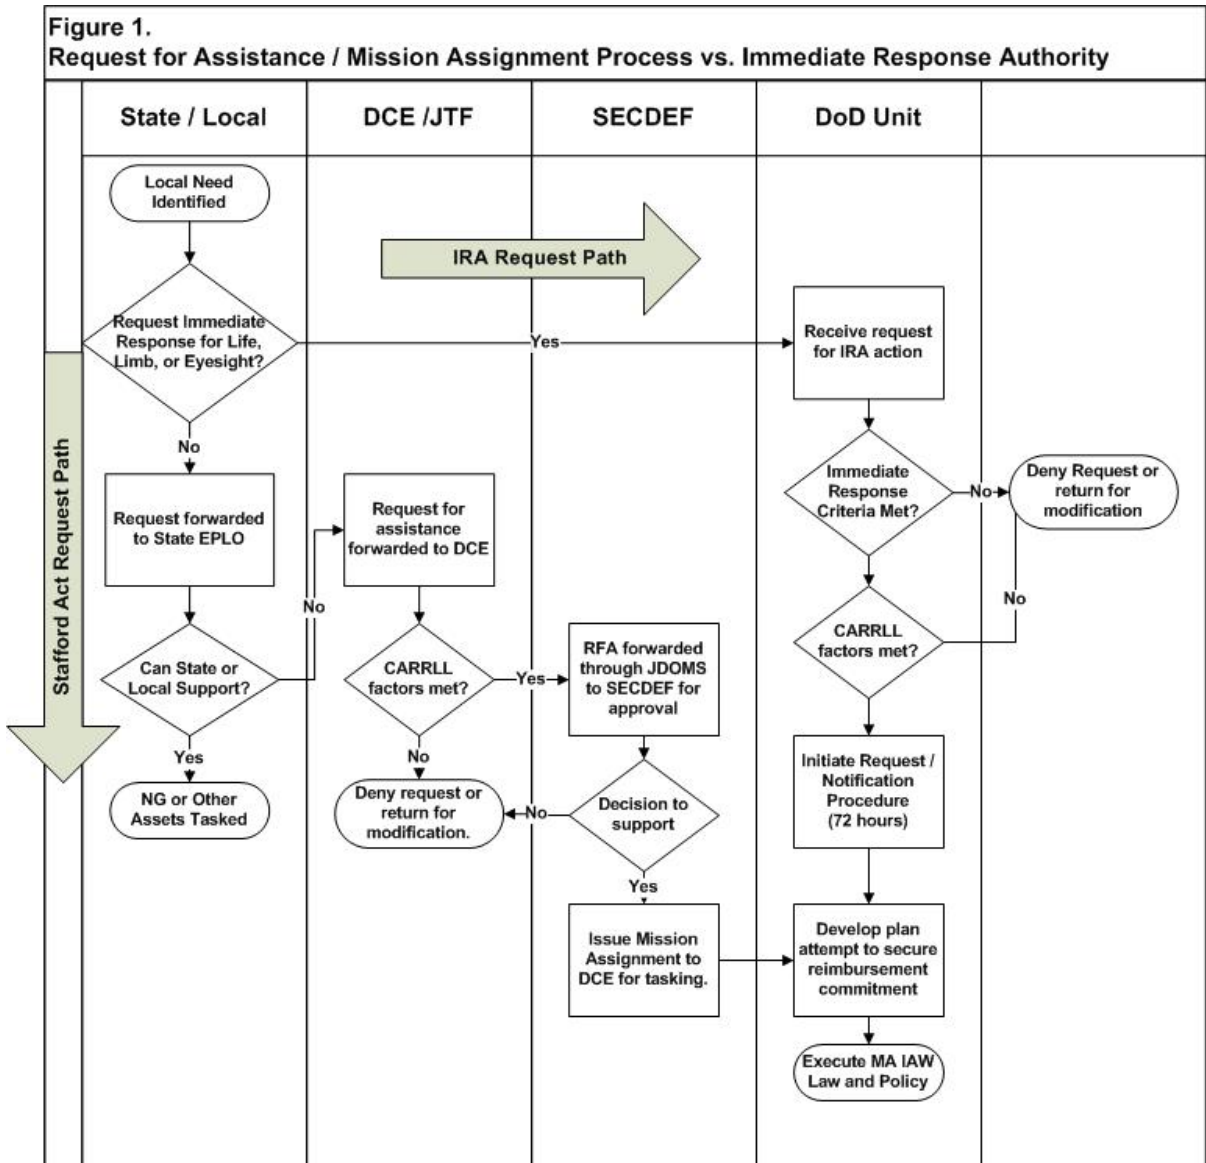 Figure 1.
Request for Assistance / Mission Assignment Process vs. Immediate Response Authority
State / Local
DCE /JTF
SECDEF
DoD Unit
Stafford Act Request Path
Local Need
Identified
IRA Request Path
Request Immediate
Response for Life,
Limb, or Eyesight?
Yes
Receive request
for IRA action
No
Request forwarded
to State EPLO
Request for
assistance
forwarded to DCE
Immediate
Response
Criteria Met?
No
Deny Request or
return for
modification
No
No
Can State or
Local Support?
CARRLL
factors met?
Yes
RFA forwarded
through JDOMS
to SECDEF for
approval
CARRLL
factors met?
Yes
No
NG or Other
Assets Tasked
Deny request or
return for
modification.
No
Decision to
support
Initiate Request /
Notification
Procedure
(72 hours)
Yes
Issue Mission
Assignment to
DCE for tasking.
Develop plan
attempt to secure
reimbursement
commitment
Execute MA IAW
Law and Policy